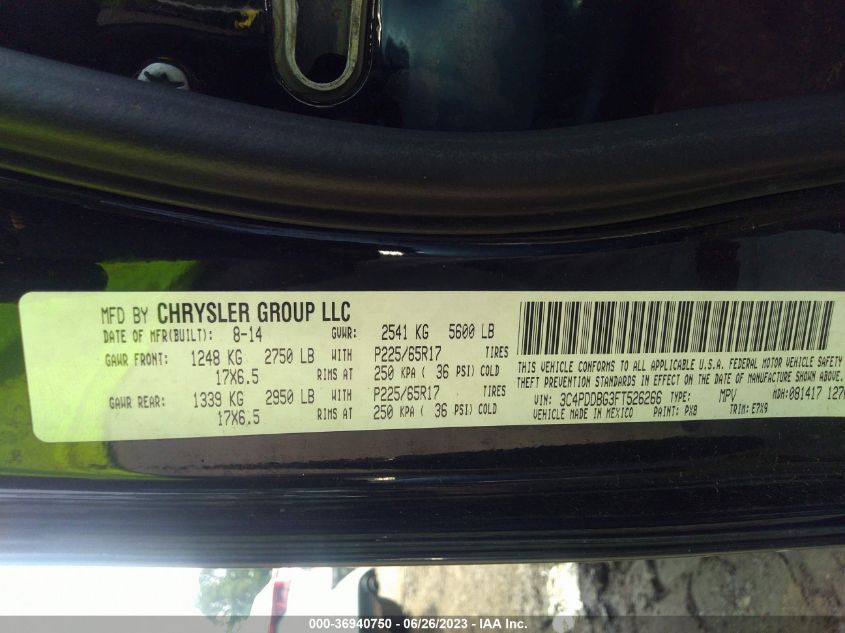 MFD BY CHRYSLER GROUP LLC
DATE OF MFR(BUILT): 8-14 GVWR: 2541 KG 5600 LB
GAWR FRONT: 1248 KG 2750 LB WITH P225/65R17 TIRES
17X6.5 RIMS AT 250 KPA ( 36 PSI) COLD
GAWR REAR: 1339 KG 2950 LB WITH P225/65R17 TIRES
17X6.5 RIMS AT 250 KPA ( 36 PSI) COLD
THIS VEHICLE CONFORMS TO ALL APPLICABLE U.S.A. FEDERAL MOTOR VEHICLE SAFETY
THEFT PREVENTION STANDARDS IN EFFECT ON THE DATE OF MANUFACTURE SHOWN ABOVE.
VIN: 3C4PDDBG3FT526266 TYPE: MPV MDH:081417 127
VEHICLE MADE IN MEXICO PAINT: PX8 TRIM: E7X9
000-36940750 - 06/26/2023 - © IAA Inc.